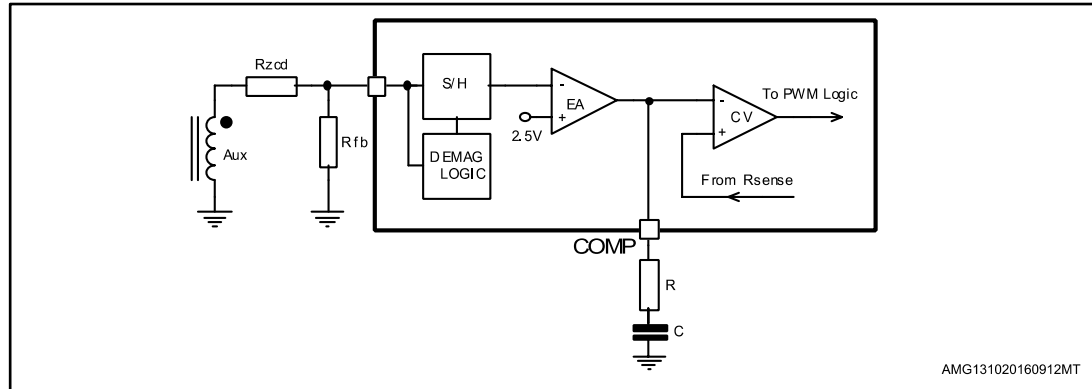 Rzcd
S/H
-
EA
+
2.5V
To PWM Logic
-
CV
+
Aux
Rfb
DEMAG
LOGIC
From Rsense
COMP
R
C
AMG131020160912MT